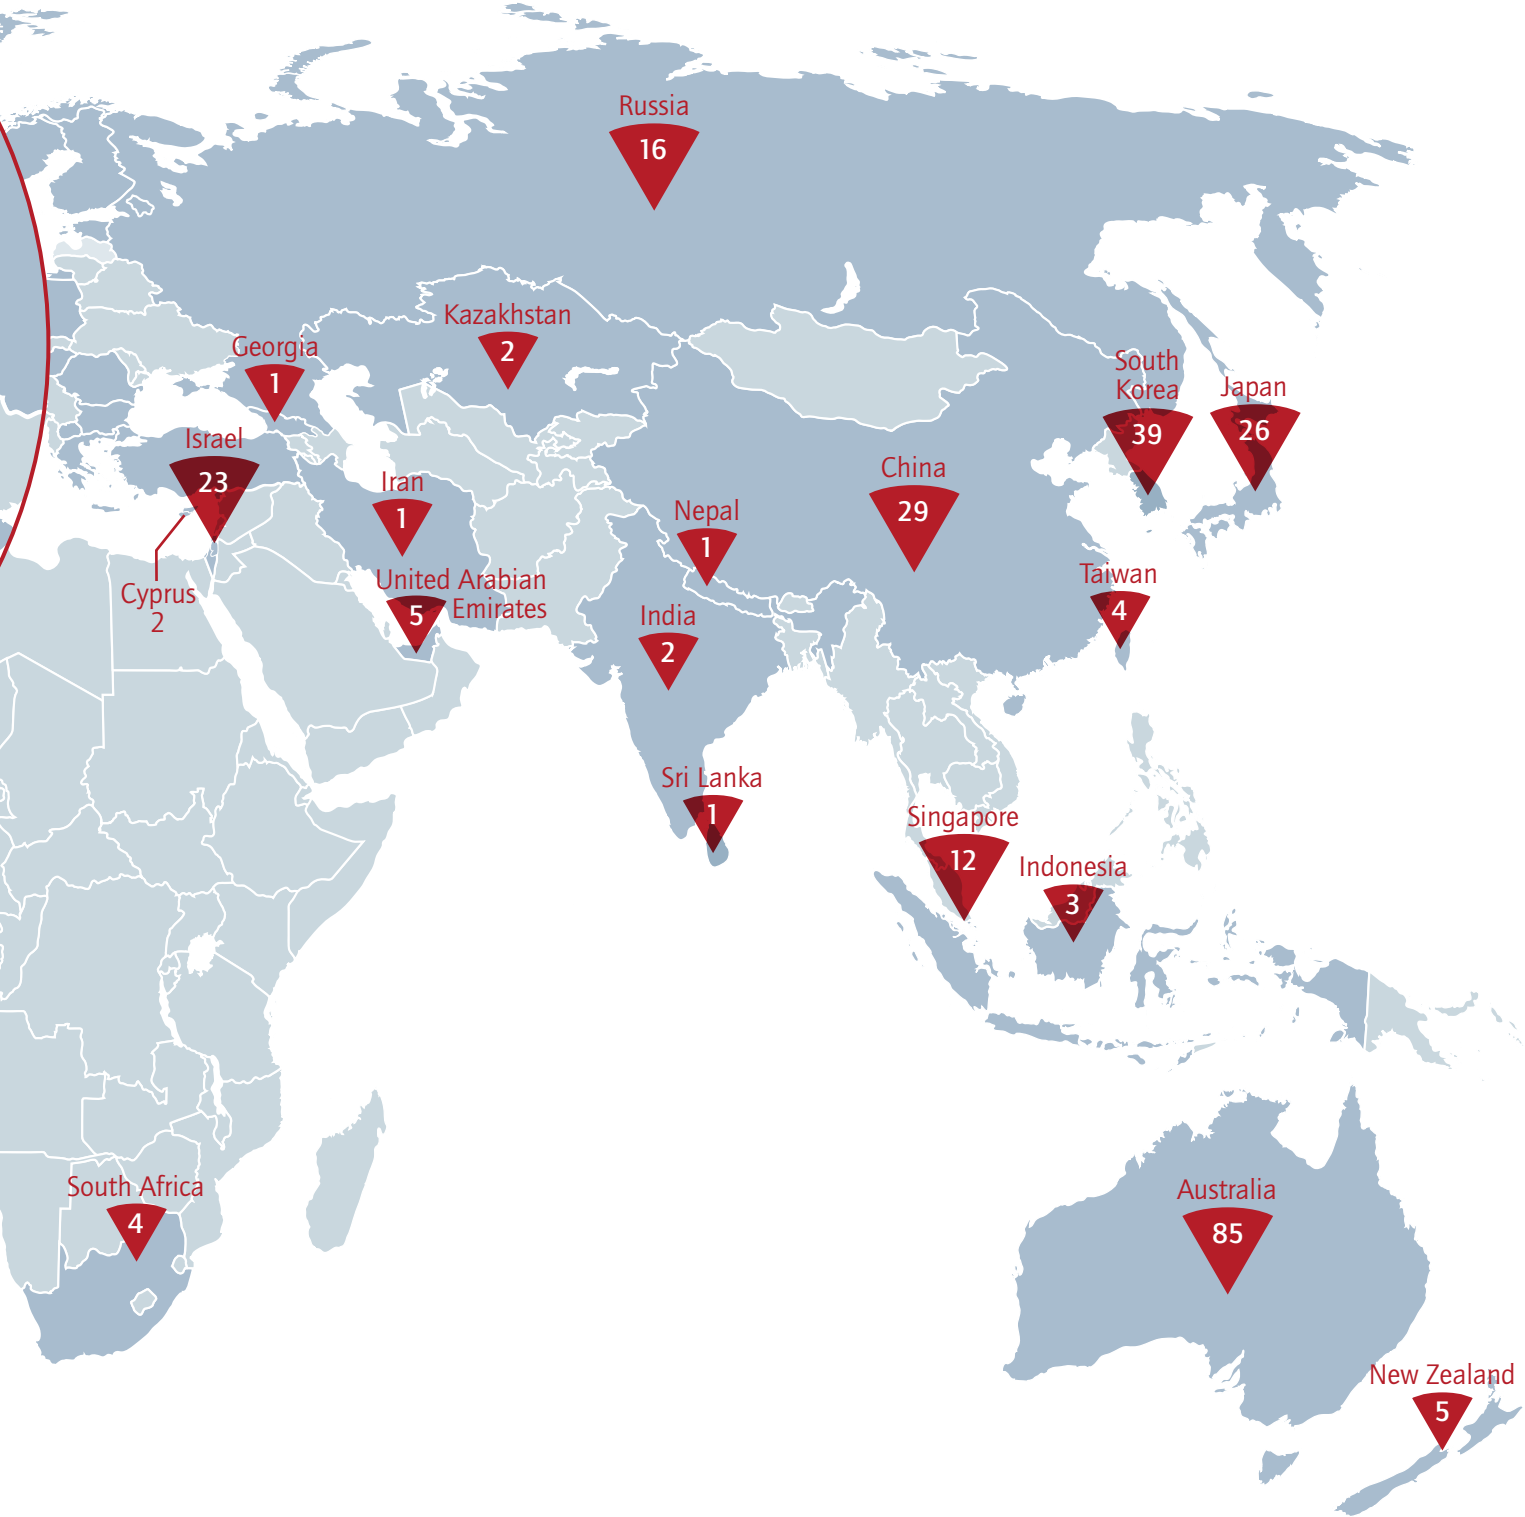 Russia
16
Kazakhstan
2
Georgia
1
South
Korea
39
Japan
26
Israel
23
China
29
Iran
1
Nepal
1
Taiwan
4
United Arabian
Emirates
5
Cyprus
2
India
2
Sri Lanka
1
Singapore
12
Indonesia
3
South Africa
4
Australia
85
New Zealand
5